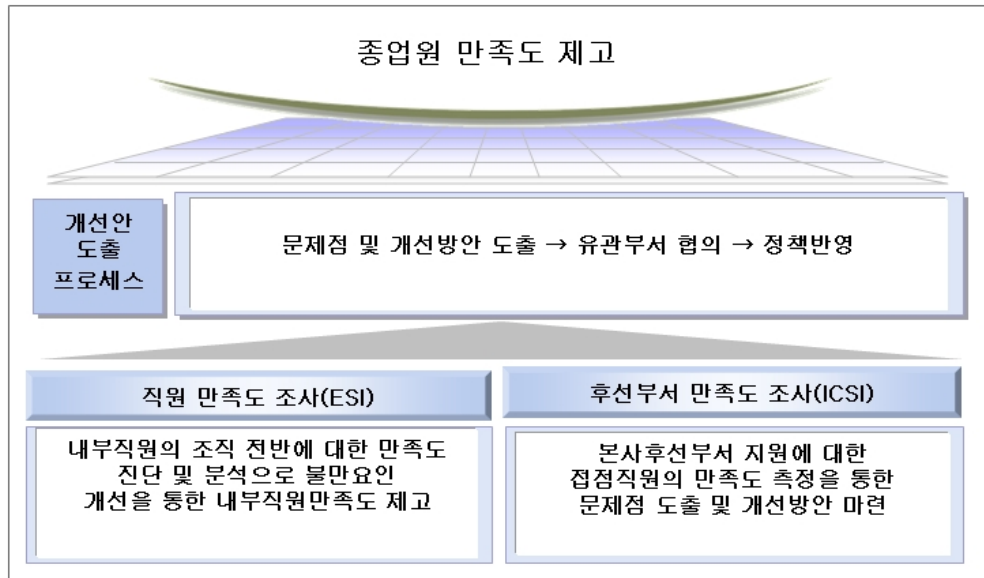 종업원 만족도 제고
개선안
도출
프로세스
문제점 및 개선방안 도출 → 유관부서 협의 → 정책반영
직원 만족도 조사(ESI)
내부직원의 조직 전반에 대한 만족도
진단 및 분석으로 불만요인
개선을 통한 내부직원만족도 제고
후선부서 만족도 조사(ICSI)
본사후선부서 지원에 대한
접점직원의 만족도 측정을 통한
문제점 도출 및 개선방안 마련